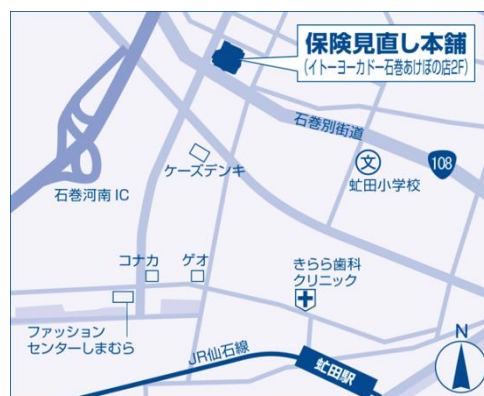 保険見直し本舗
(イトーヨーカドー石巻あけぼの店2F)
石巻別街道
108
文
虻田小学校
ケーズデンキ
石巻河南 IC
コナカ
ゲオ
きらら歯科
クリニック
ファッション
センターしまむら
JR仙石線
虻田駅
N